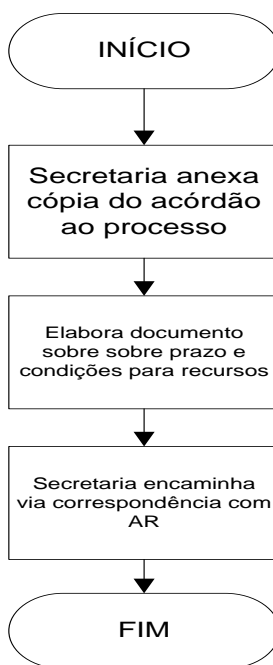 INÍCIO
Secretaria anexa
cópia do acórdão
ao processo
Elabora documento
sobre sobre prazo e
condições para recursos
Secretaria encaminha
via correspondência com
AR
FIM